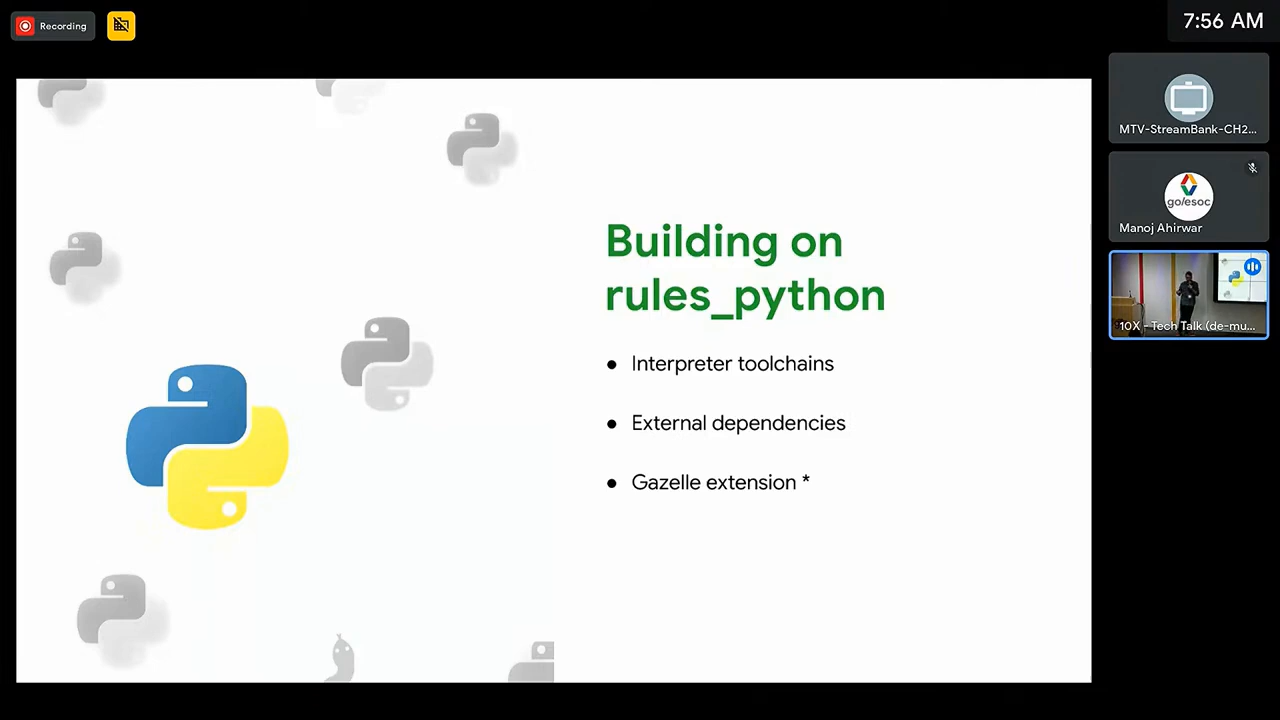 Recording
7:56 AM
MTV-StreamBank-CH2...
go/esoc
Manoj Ahirwar
10X - Tech Talk (de-mu...
Building on
rules_python
● Interpreter toolchains
● External dependencies
● Gazelle extension *